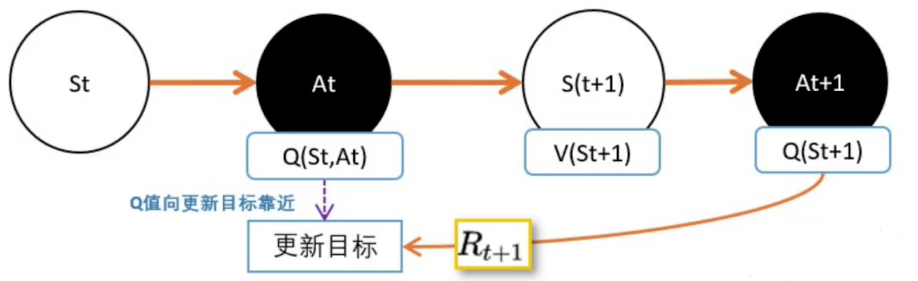 St
At
S(t+1)
At+1
Q(St,At)
V(St+1)
Q(St+1)
Q值向更新目标靠近
更新目标
R_{t+1}